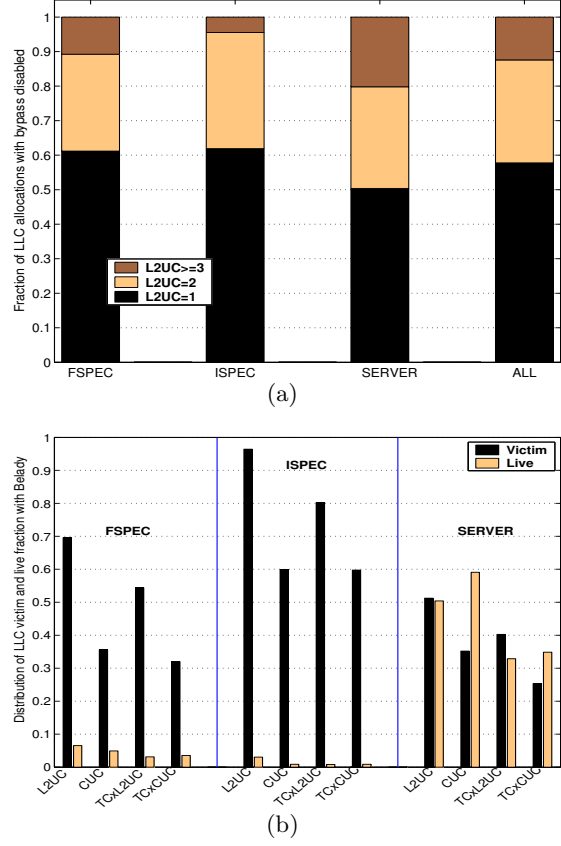 Fraction of LLC allocations with bypass disabled
1
0.9
0.8
0.7
0.6
0.5
0.4
0.3
0.2
0.1
0
L2UC>=3
L2UC=2
L2UC=1
FSPEC ISPEC SERVER ALL
(a)
Distribution of LLC victim and live fraction with Belady
1
0.9
0.8
0.7
0.6
0.5
0.4
0.3
0.2
0.1
0
Victim
Live
FSPEC
ISPEC
SERVER
L2UC CUC TCxL2UC TCxCUC L2UC CUC TCxL2UC TCxCUC L2UC CUC TCxL2UC TCxCUC
(b)